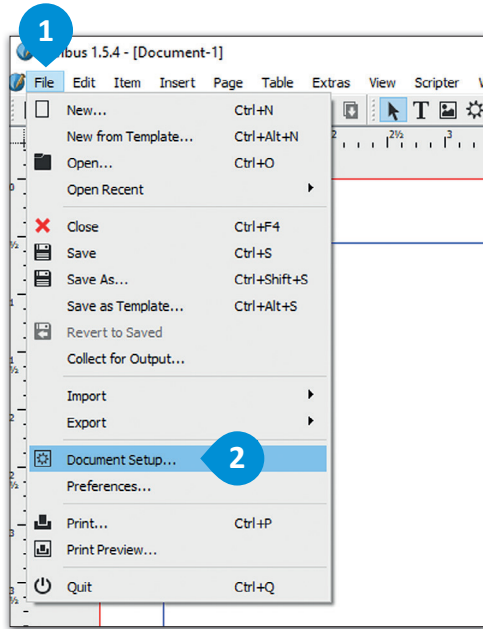 1
ibus 1.5.4 - [Document-1]
File Edit Item Insert Page Table Extras View Scripter
New... Ctrl+N
New from Template... Ctrl+Alt+N
Open... Ctrl+O
Open Recent
Close Ctrl+F4
Save Ctrl+S
Save As... Ctrl+Shift+S
Save as Template... Ctrl+Alt+S
Revert to Saved
Collect for Output...
Import
Export
Document Setup... 2
Preferences...
Print... Ctrl+P
Print Preview...
Quit Ctrl+Q